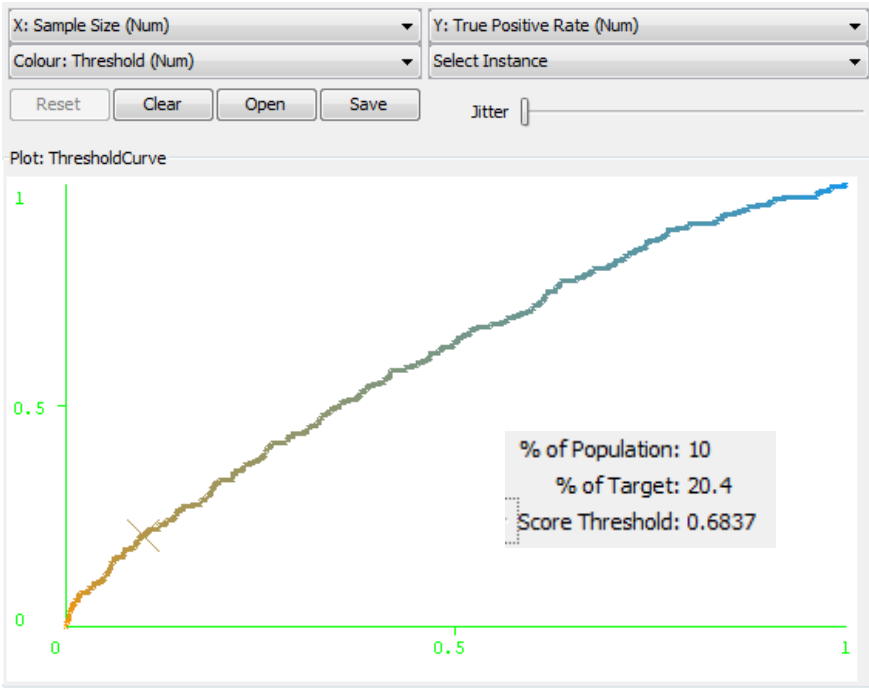 X: Sample Size (Num) Y: True Positive Rate (Num)
Colour: Threshold (Num) Select Instance
Reset Clear Open Save Jitter
Plot: ThresholdCurve
1
0.5
% of Population: 10
% of Target: 20.4
Score Threshold: 0.6837
0
0 0.5 1